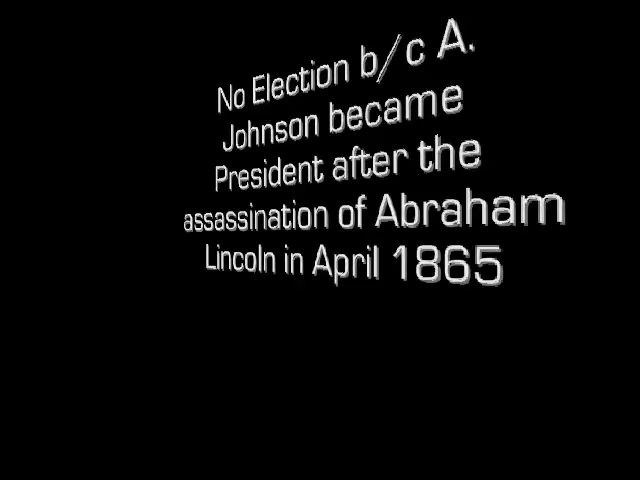 No Election b/c A.
Johnson became
President after the
assassination of Abraham
Lincoln in April 1865